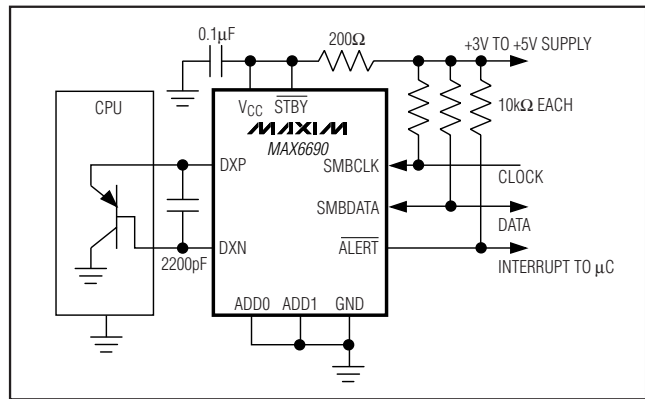 0.1µF
200Ω
+3V TO +5V SUPPLY
CPU
VCC
STBY
10kΩ EACH
MAXIM
MAX6690
DXP
SMBCLK
CLOCK
SMBDATA
DATA
DXN
ALERT
2200pF
INTERRUPT TO µC
ADD0 ADD1 GND